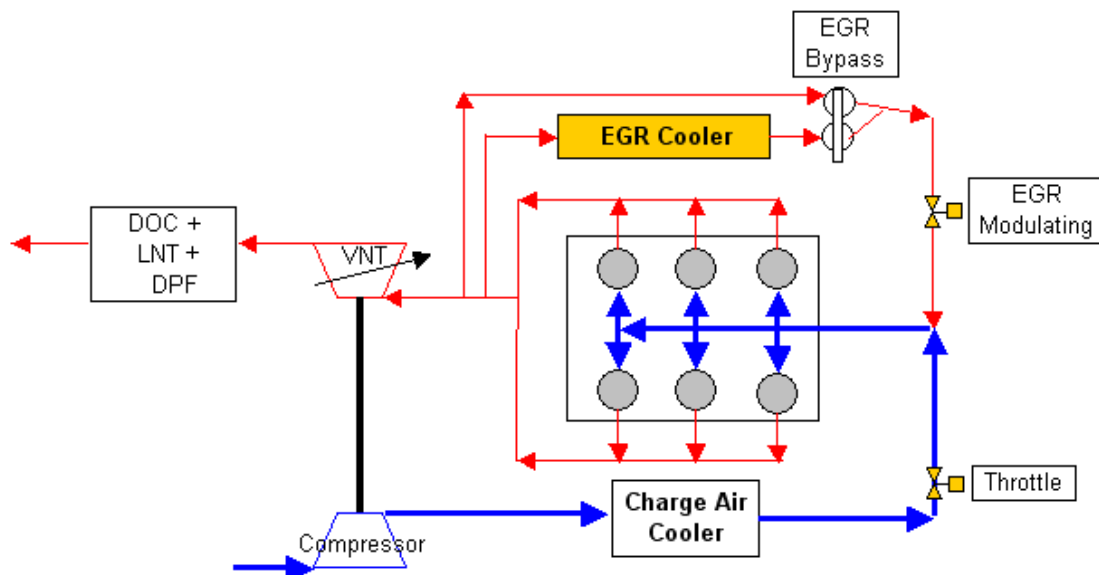 EGR
Bypass
EGR Cooler
EGR
Modulating
DOC +
LNT +
DPF
VNT
Throttle
Charge Air
Cooler
Compressor